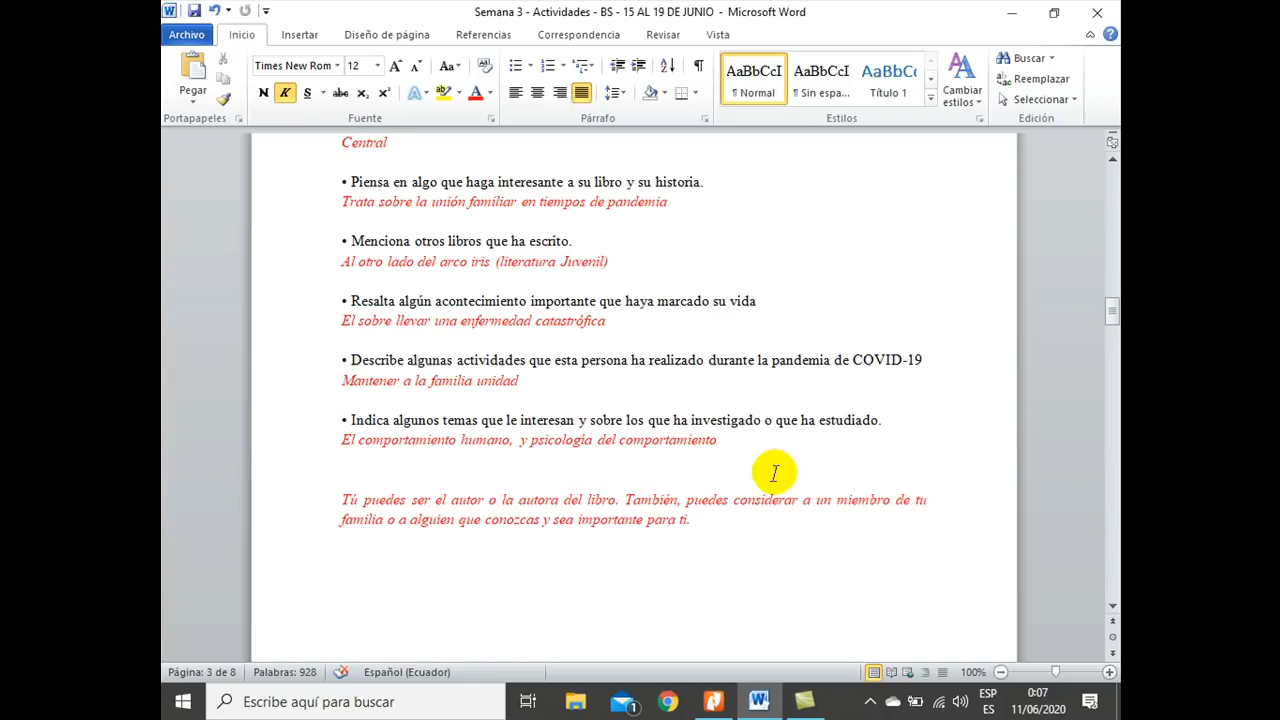 Semana 3 - Actividades - BS - 15 AL 19 DE JUNIO - Microsoft Word
Archivo Inicio Insertar Diseño de página Referencias Correspondencia Revisar Vista
Pegar
Times New Rom 12
N K S abc x₂ x² A ab A Aa
AaBbCcI AaBbCcI AaBbCc
¶ Normal ¶ Sin espa... Título 1
Cambiar estilos
Buscar
Reemplazar
Seleccionar
Portapapeles Fuente Párrafo Estilos Edición
Central
• Piensa en algo que haga interesante a su libro y su historia.
Trata sobre la unión familiar en tiempos de pandemia
• Menciona otros libros que ha escrito.
Al otro lado del arco iris (literatura Juvenil)
• Resalta algún acontecimiento importante que haya marcado su vida
El sobre llevar una enfermedad catastrófica
• Describe algunas actividades que esta persona ha realizado durante la pandemia de COVID-19
Mantener a la familia unidad
• Indica algunos temas que le interesan y sobre los que ha investigado o que ha estudiado.
El comportamiento humano, y psicología del comportamiento
Tú puedes ser el autor o la autora del libro. También, puedes considerar a un miembro de tu
familia o a alguien que conozcas y sea importante para ti.
Página: 3 de 8 Palabras: 928 Español (Ecuador) 100%
Escribe aquí para buscar
1
ESP
ES
0:07
11/06/2020